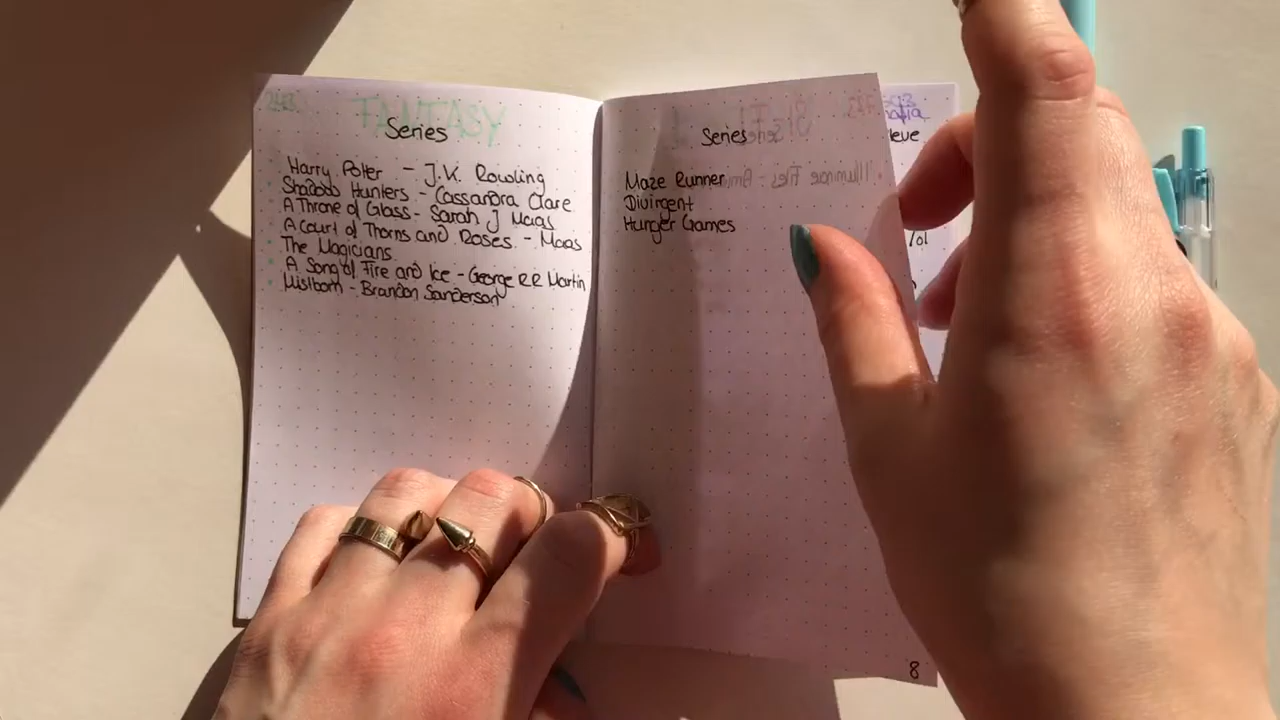 FANTASY
Series
Harry Potter - J.K. Rowling
Shadow Hunters - Cassandra Clare
A Throne of Glass - Sarah J Maas
A Court of Thorns and Roses. - Maas
The Magicians
A Song of Fire and Ice - George R.R Martin
Mistborn - Brandon Sanderson
Series
Maze Runner
Divirgent
Hunger Games
8